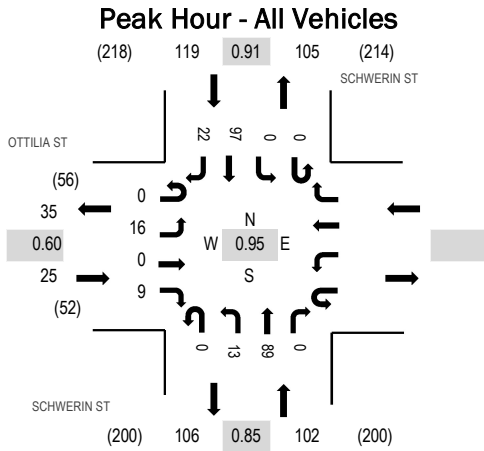 Peak Hour - All Vehicles
(218) 119 0.91 105 (214)
SCHWERIN ST
22 97 0 0
OTTILIA ST
(56)
35
0
16
N
0.60
W 0.95 E
25
0
S
9
(52)
0 13 89 0
SCHWERIN ST
(200) 106 0.85 102 (200)